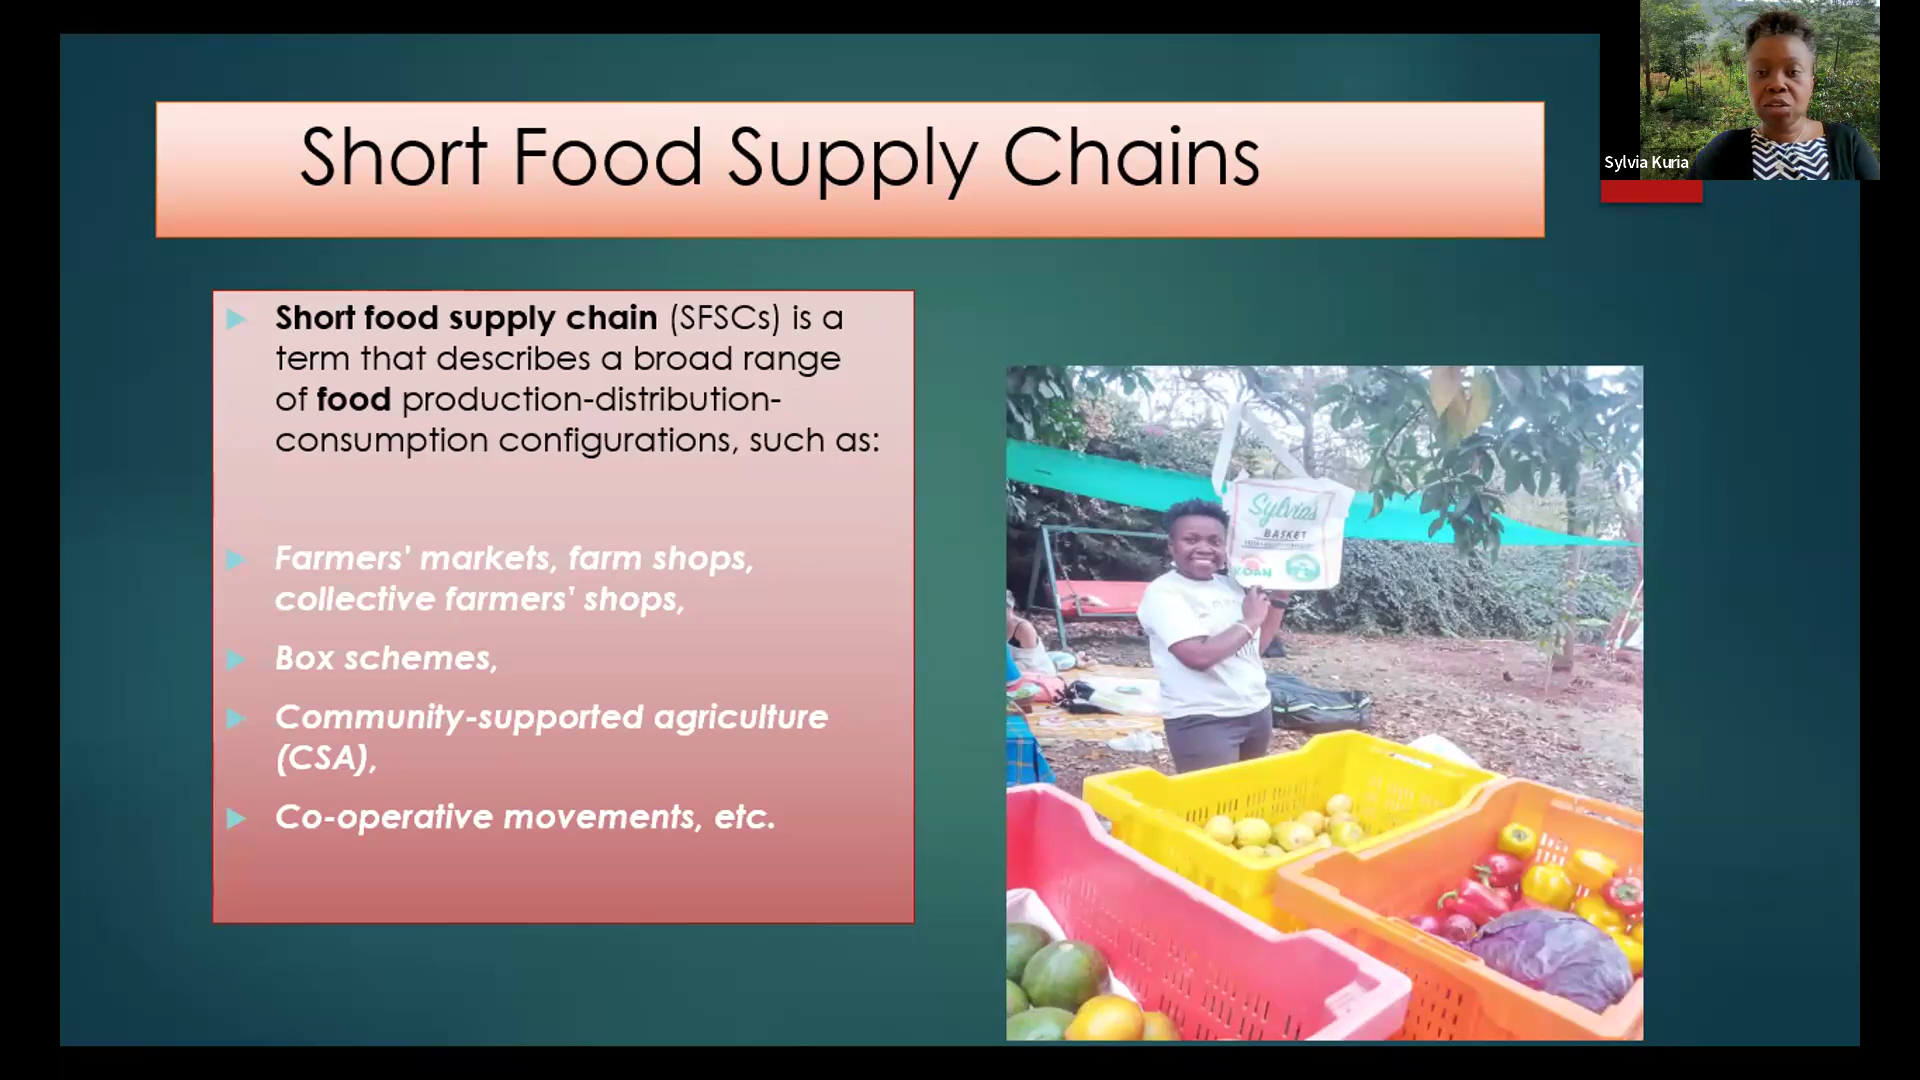 Short Food Supply Chains
Sylvia Kuria
Short food supply chain (SFSCs) is a
term that describes a broad range
of food production-distribution-
consumption configurations, such as:
Farmers' markets, farm shops,
collective farmers' shops,
Box schemes,
Community-supported agriculture
(CSA),
Co-operative movements, etc.
Sylvia's
BASKET
KOAN